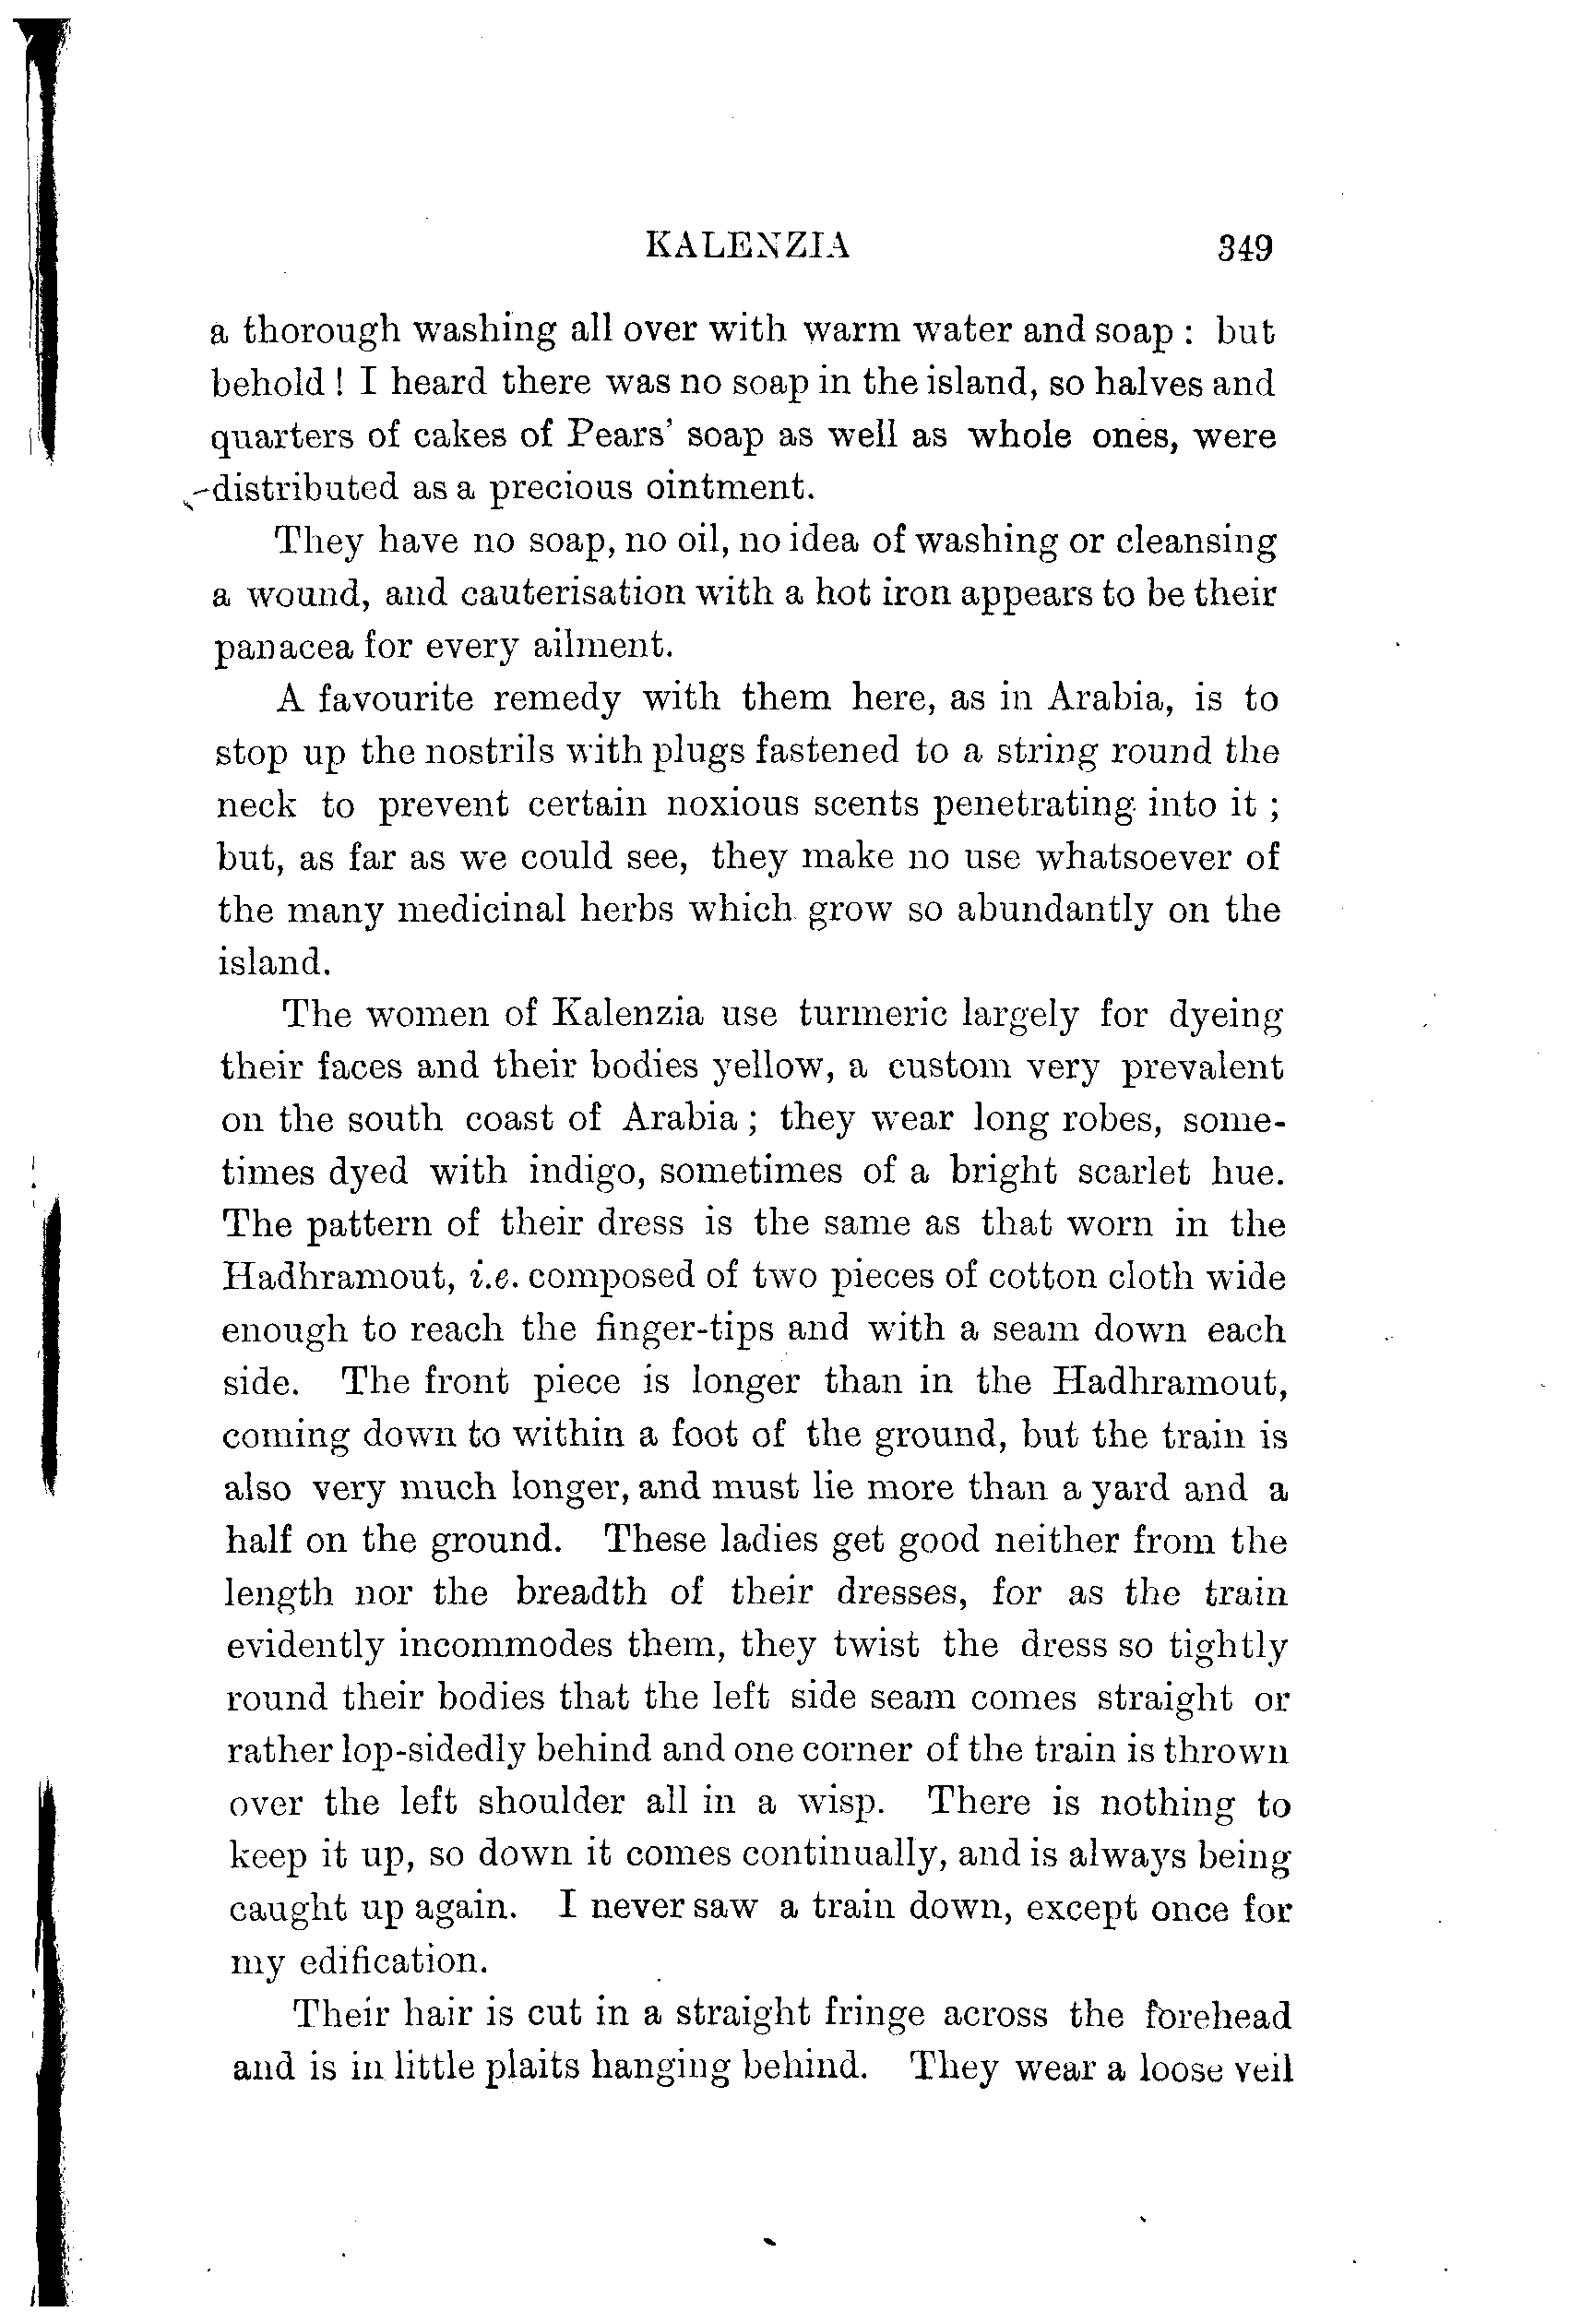 KALENZIA 349
a thorough washing all over with warm water and soap : but
behold ! I heard there was no soap in the island, so halves and
quarters of cakes of Pears' soap as well as whole ones, were
distributed as a precious ointment.
They have no soap, no oil, no idea of washing or cleansing
a wound, and cauterisation with a hot iron appears to be their
panacea for every ailment.
A favourite remedy with them here, as in Arabia, is to
stop up the nostrils with plugs fastened to a string round the
neck to prevent certain noxious scents penetrating into it ;
but, as far as we could see, they make no use whatsoever of
the many medicinal herbs which grow so abundantly on the
island.
The women of Kalenzia use turmeric largely for dyeing
their faces and their bodies yellow, a custom very prevalent
on the south coast of Arabia ; they wear long robes, some-
times dyed with indigo, sometimes of a bright scarlet hue.
The pattern of their dress is the same as that worn in the
Hadhramout, i.e. composed of two pieces of cotton cloth wide
enough to reach the finger-tips and with a seam down each
side. The front piece is longer than in the Hadhramout,
coming down to within a foot of the ground, but the train is
also very much longer, and must lie more than a yard and a
half on the ground. These ladies get good neither from the
length nor the breadth of their dresses, for as the train
evidently incommodes them, they twist the dress so tightly
round their bodies that the left side seam comes straight or
rather lop-sidedly behind and one corner of the train is thrown
over the left shoulder all in a wisp. There is nothing to
keep it up, so down it comes continually, and is always being
caught up again. I never saw a train down, except once for
my edification.
Their hair is cut in a straight fringe across the forehead
and is in little plaits hanging behind. They wear a loose veil